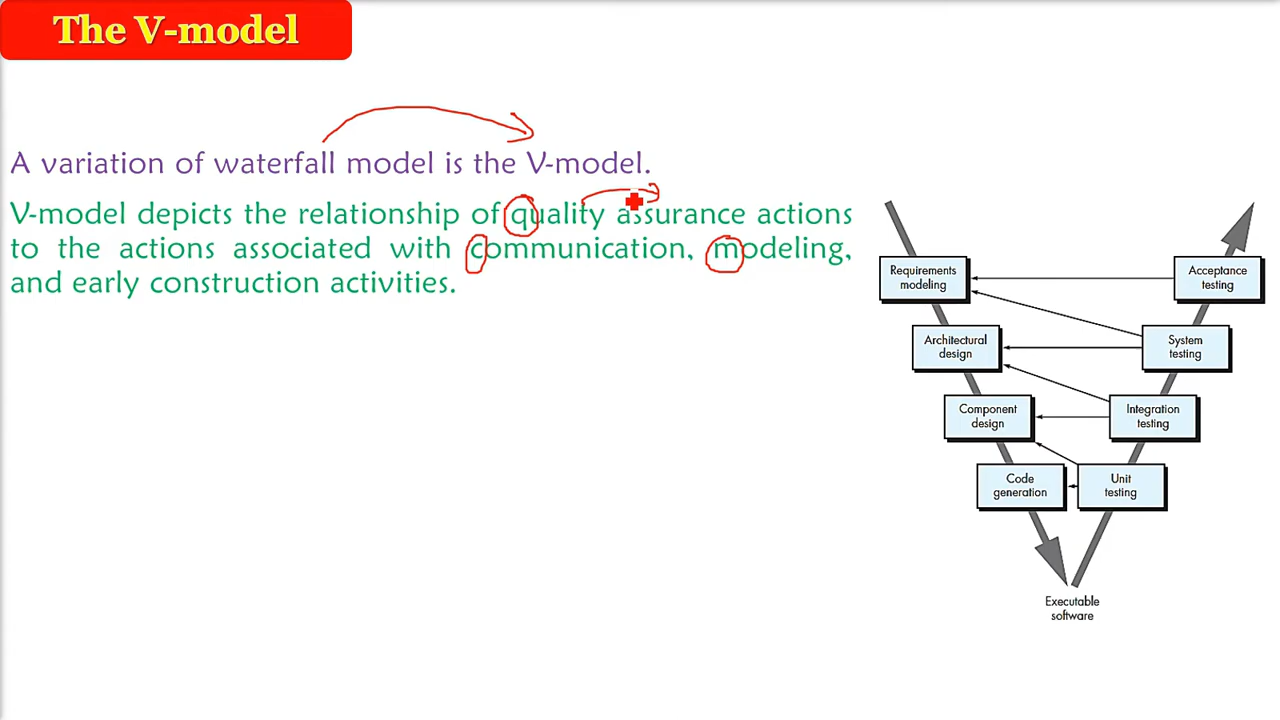 The V-model
A variation of waterfall model is the V-model.
V-model depicts the relationship of quality assurance actions
to the actions associated with communication, modeling,
and early construction activities.
Requirements
modeling
Acceptance
testing
Architectural
design
System
testing
Component
design
Integration
testing
Code
generation
Unit
testing
Executable
software